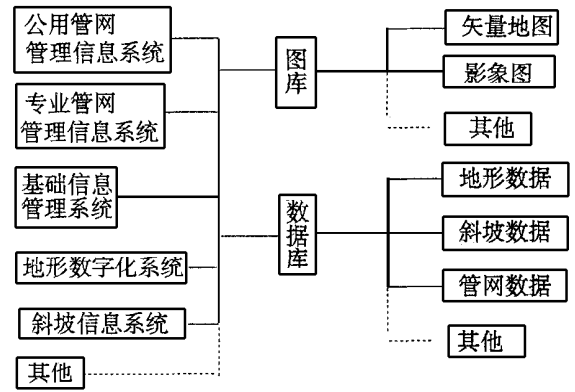 公用管网
管理信息系统
专业管网
管理信息系统
基础信息
管理系统
地形数字化系统
斜坡信息系统
其他
图
库
数
据
库
矢量地图
影象图
其他
地形数据
斜坡数据
管网数据
其他